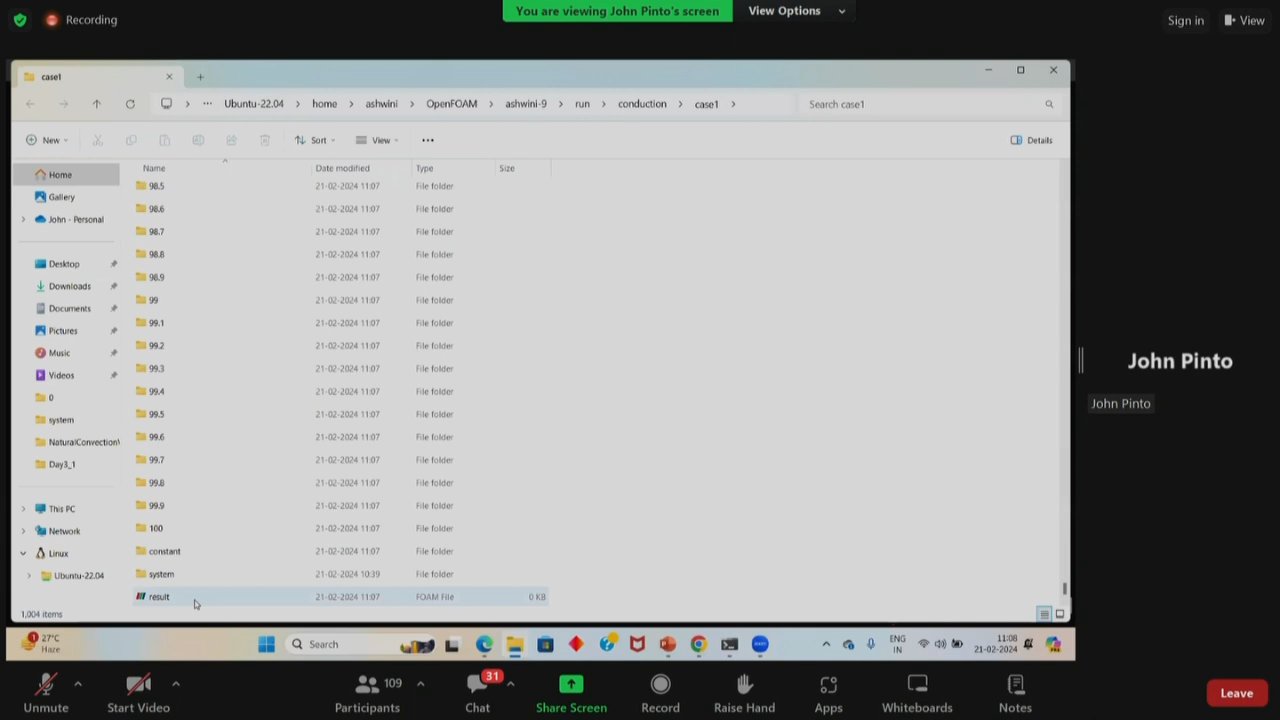 Recording
You are viewing John Pinto's screen
View Options
Sign in
View
case1
Ubuntu-22.04
home
ashwini
OpenFOAM
ashwini-9
run
conduction
case1
Search case1
New
Sort
View
Details
Name Date modified Type Size
Home
Gallery
John - Personal
Desktop
Downloads
Documents
Pictures
Music
Videos
0
system
NaturalConvection
Day3_1
This PC
Network
Linux
Ubuntu-22.04
98.5 21-02-2024 11:07 File folder
98.6 21-02-2024 11:07 File folder
98.7 21-02-2024 11:07 File folder
98.8 21-02-2024 11:07 File folder
98.9 21-02-2024 11:07 File folder
99 21-02-2024 11:07 File folder
99.1 21-02-2024 11:07 File folder
99.2 21-02-2024 11:07 File folder
99.3 21-02-2024 11:07 File folder
99.4 21-02-2024 11:07 File folder
99.5 21-02-2024 11:07 File folder
99.6 21-02-2024 11:07 File folder
99.7 21-02-2024 11:07 File folder
99.8 21-02-2024 11:07 File folder
99.9 21-02-2024 11:07 File folder
100 21-02-2024 11:07 File folder
constant 21-02-2024 11:07 File folder
system 21-02-2024 10:39 File folder
result 21-02-2024 11:07 FOAM File 0 KB
1,004 items
John Pinto
John Pinto
1
27°C
Haze
Search
ENG
IN
11:08
21-02-2024
Unmute
Start Video
109
Participants
31
Chat
Share Screen
Record
Raise Hand
Apps
Whiteboards
Notes
Leave